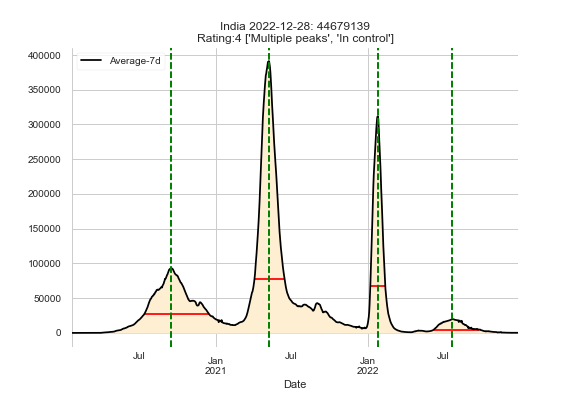 India 2022-12-28: 44679139
Rating:4 ['Multiple peaks', 'In control']
Average-7d
400000
350000
300000
250000
200000
150000
100000
50000
0
Jul
Jan
2021
Jul
Jan
2022
Jul
Date